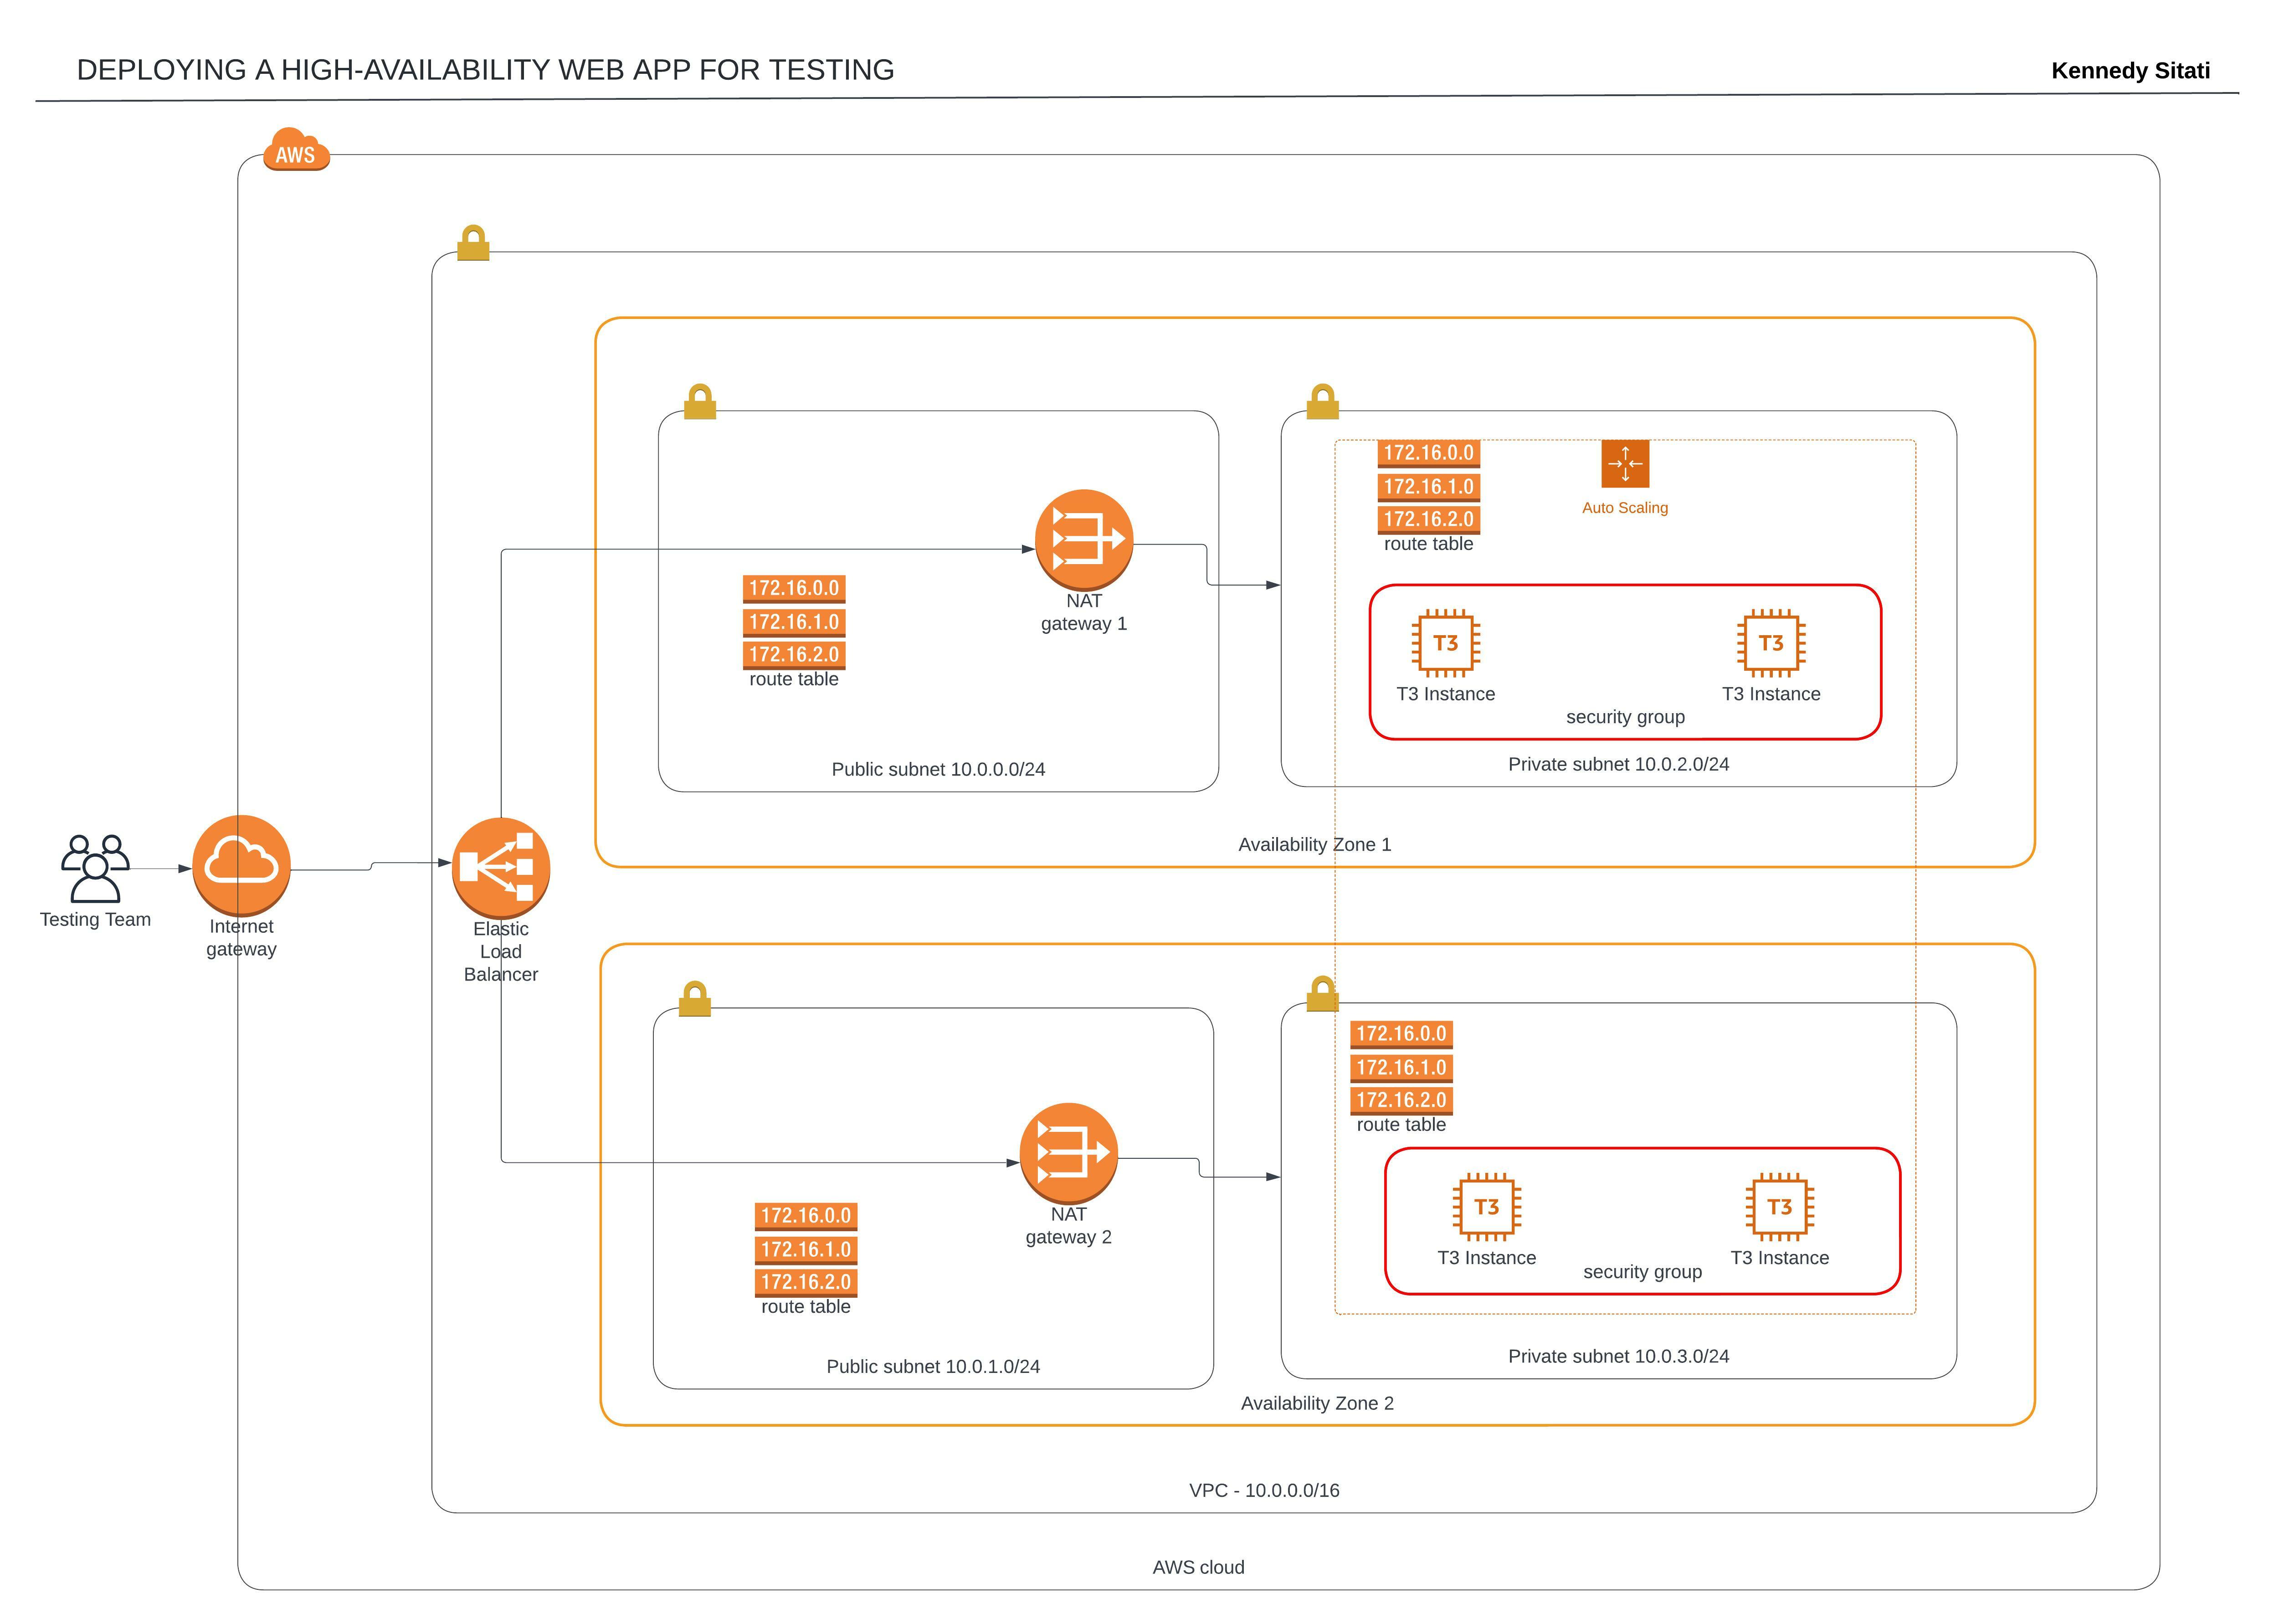 DEPLOYING A HIGH-AVAILABILITY WEB APP FOR TESTING
Kennedy Sitati
AWS
172.16.0.0
172.16.1.0
172.16.2.0
route table
Auto Scaling
NAT
gateway 1
172.16.0.0
172.16.1.0
172.16.2.0
route table
T3
T3 Instance
T3
T3 Instance
security group
Public subnet 10.0.0.0/24
Private subnet 10.0.2.0/24
Availability Zone 1
Testing Team
Internet
gateway
Elastic
Load
Balancer
172.16.0.0
172.16.1.0
172.16.2.0
route table
NAT
gateway 2
172.16.0.0
172.16.1.0
172.16.2.0
route table
T3
T3 Instance
T3
T3 Instance
security group
Public subnet 10.0.1.0/24
Private subnet 10.0.3.0/24
Availability Zone 2
VPC - 10.0.0.0/16
AWS cloud